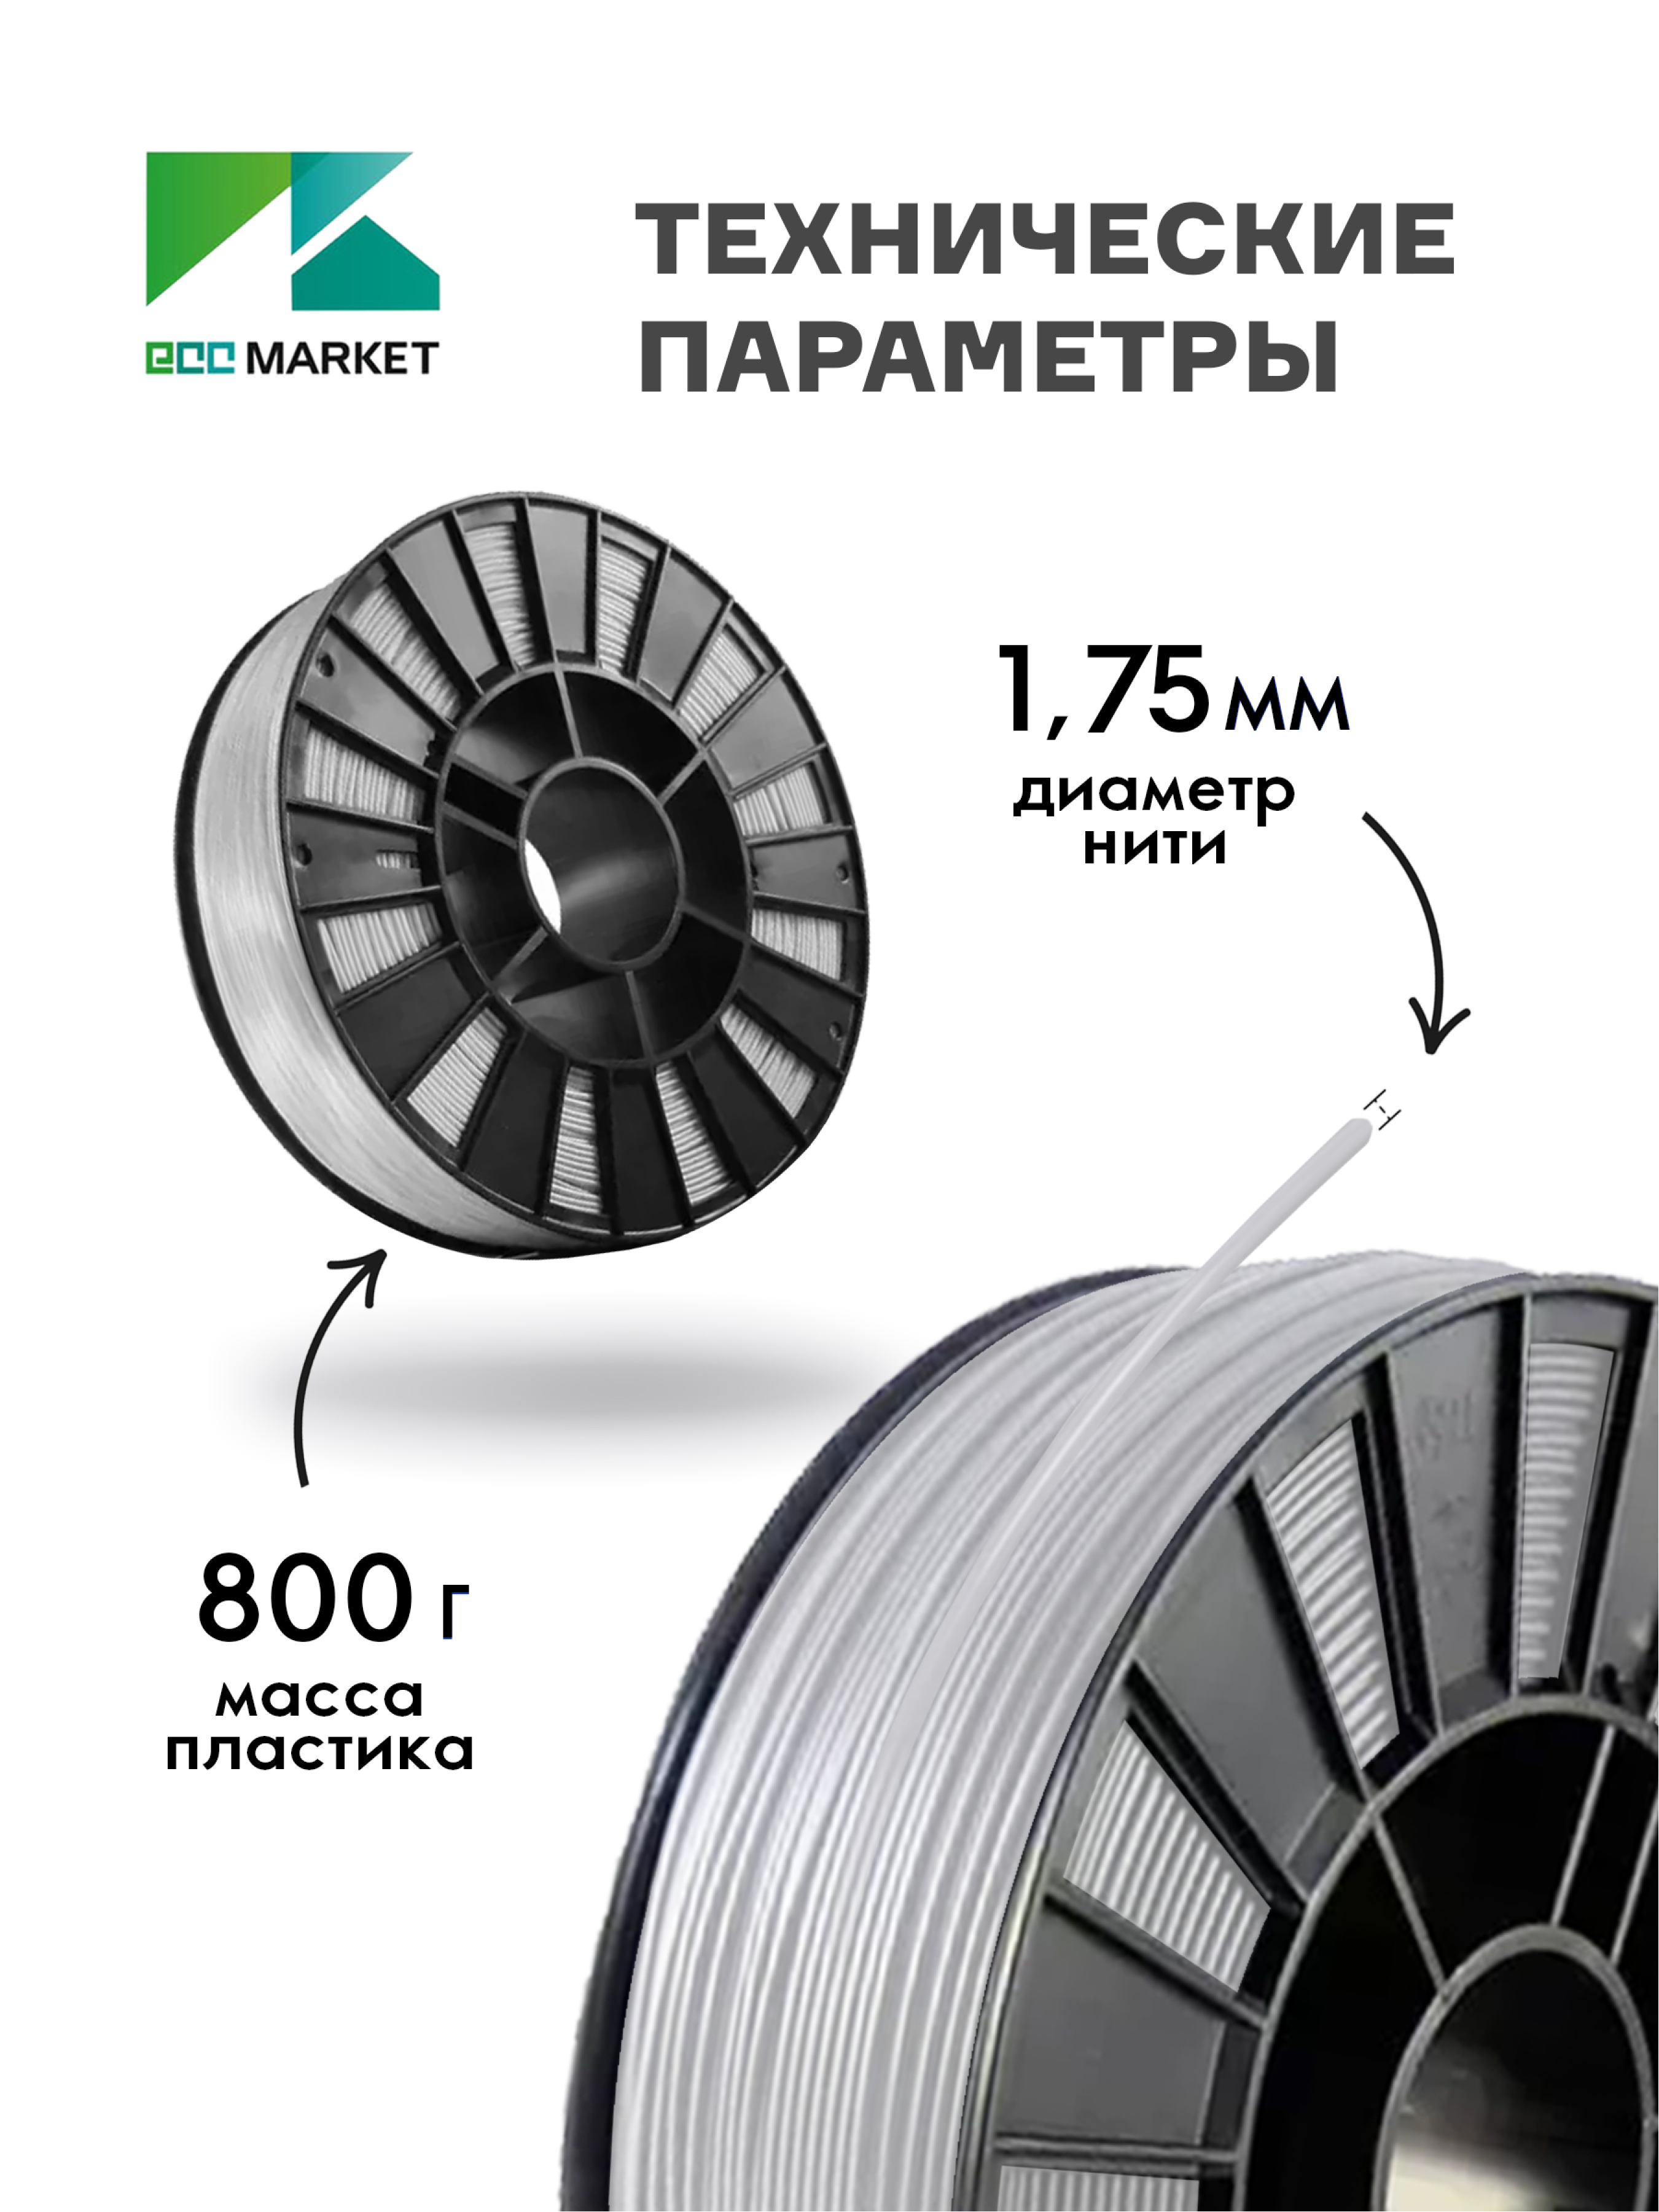 ТЕХНИЧЕСКИЕ
ПАРАМЕТРЫ
ecc MARKET
1,75 мм
диаметр
нити
800 г
масса
пластика